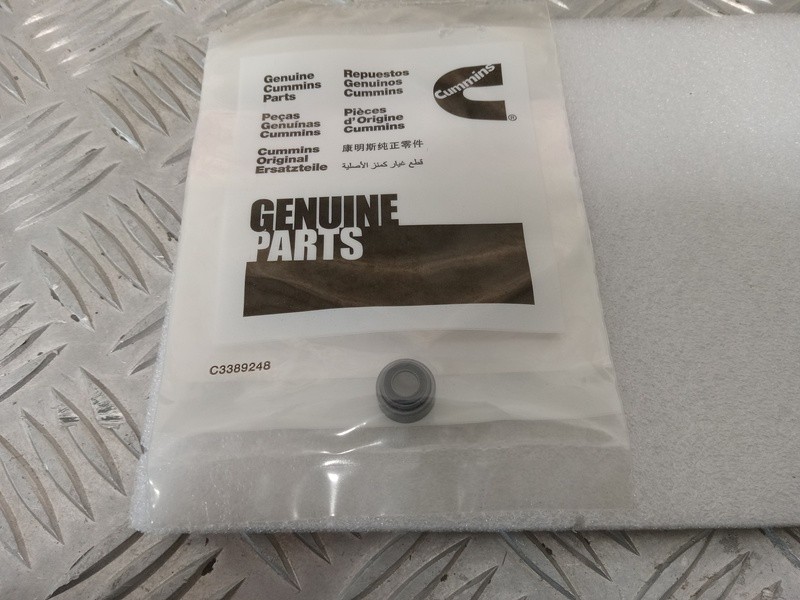 Genuine
Cummins
Parts
Repuestos
Genuinos
Cummins
Cummins
®
Peças
Genuínas
Cummins
Pièces
d'Origine
Cummins
Cummins
Original
Ersatzteile
康明斯纯正零件
قطع غيار كمنز الأصلية
GENUINE
PARTS
C3389248